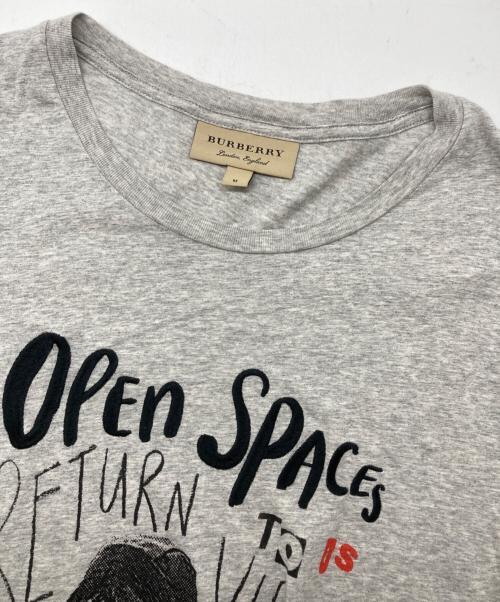 BURBERRY
London, England
M
OPEN SPACES
RETURN
TO IS